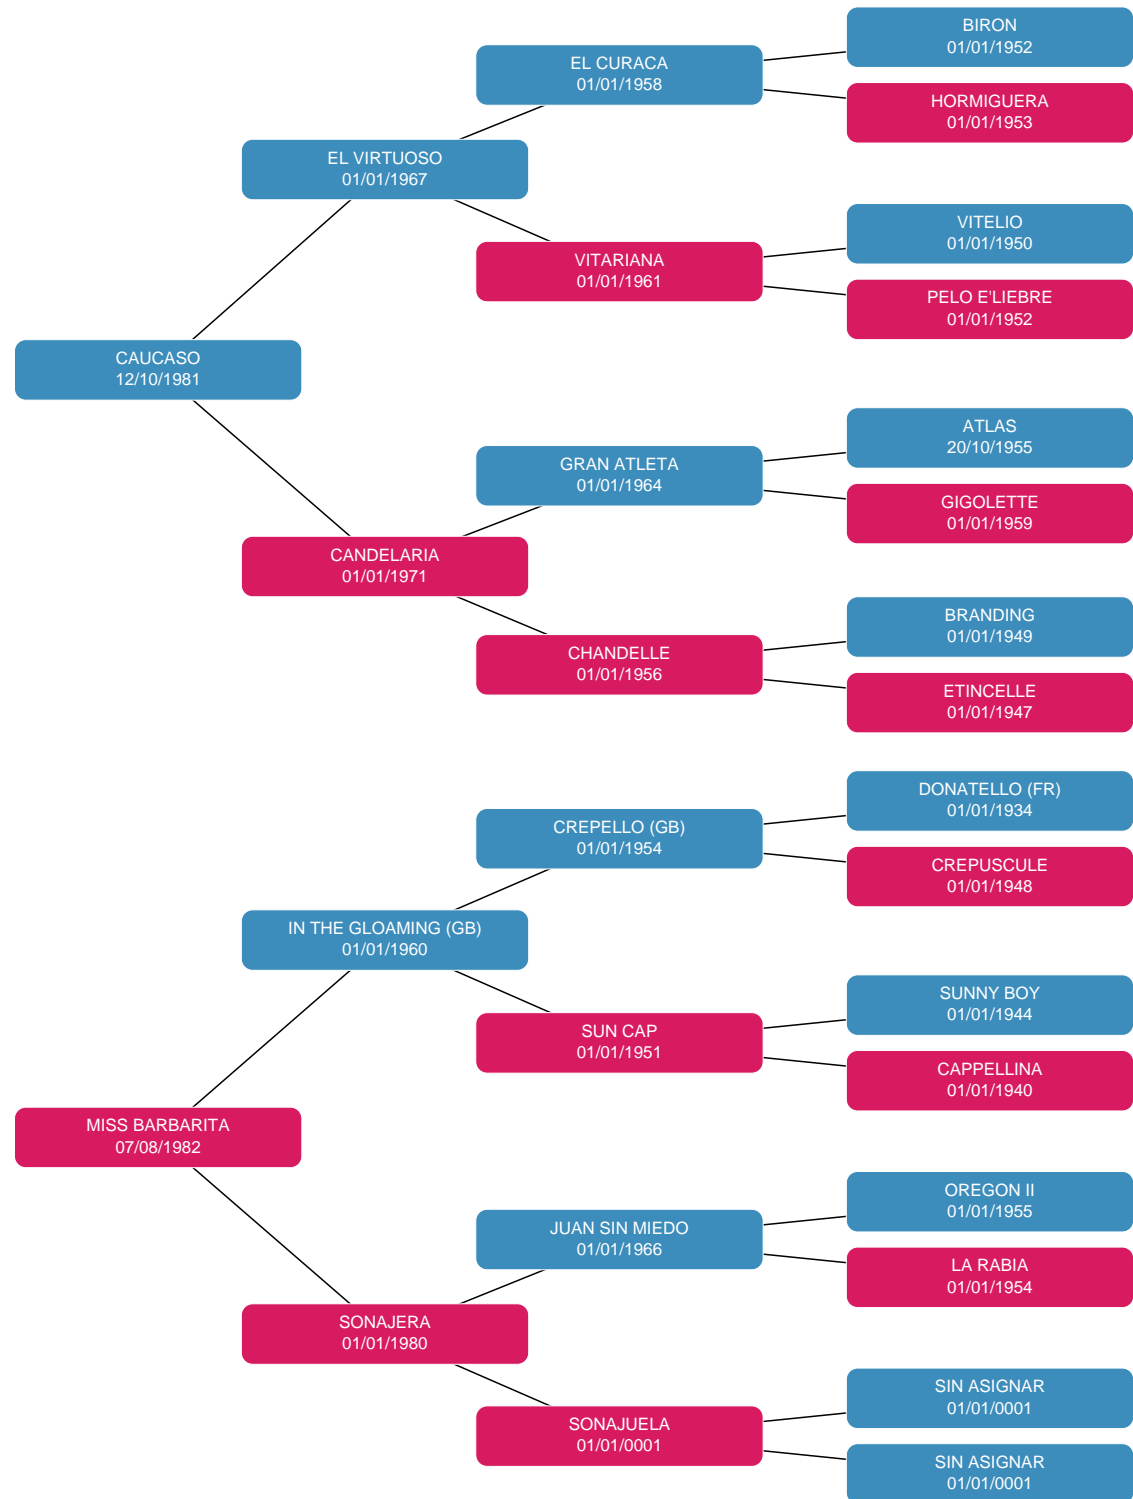 BIRON
01/01/1952
EL CURACA
01/01/1958
HORMIGUERA
01/01/1953
EL VIRTUOSO
01/01/1967
VITELIO
01/01/1950
VITARIANA
01/01/1961
PELO E'LIEBRE
01/01/1952
CAUCASO
12/10/1981
ATLAS
20/10/1955
GRAN ATLETA
01/01/1964
GIGOLETTE
01/01/1959
CANDELARIA
01/01/1971
BRANDING
01/01/1949
CHANDELLE
01/01/1956
ETINCELLE
01/01/1947
DONATELLO (FR)
01/01/1934
CREPELLO (GB)
01/01/1954
CREPUSCULE
01/01/1948
IN THE GLOAMING (GB)
01/01/1960
SUNNY BOY
01/01/1944
SUN CAP
01/01/1951
CAPPELLINA
01/01/1940
MISS BARBARITA
07/08/1982
OREGON II
01/01/1955
JUAN SIN MIEDO
01/01/1966
LA RABIA
01/01/1954
SONAJERA
01/01/1980
SIN ASIGNAR
01/01/0001
SONAJUELA
01/01/0001
SIN ASIGNAR
01/01/0001